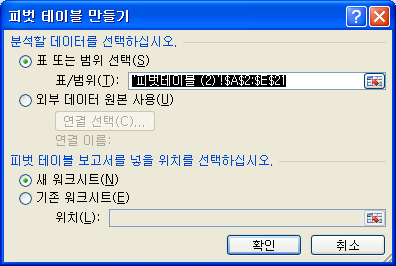 피벗 테이블 만들기
분석할 데이터를 선택하십시오.
표 또는 범위 선택(S)
표/범위(T): '피벗테이블 (2)'!$A$2:$E$21
외부 데이터 원본 사용(U)
연결 선택(C)...
연결 이름:
피벗 테이블 보고서를 넣을 위치를 선택하십시오.
새 워크시트(N)
기존 워크시트(E)
위치(L):
확인 취소